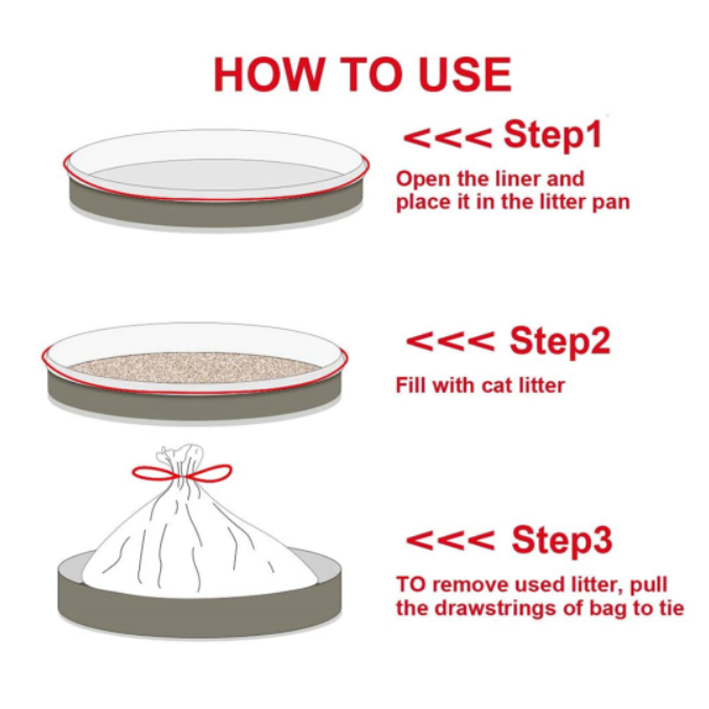 HOW TO USE
<<< Step1
Open the liner and
place it in the litter pan
<<< Step2
Fill with cat litter
<<< Step3
TO remove used litter, pull
the drawstrings of bag to tie